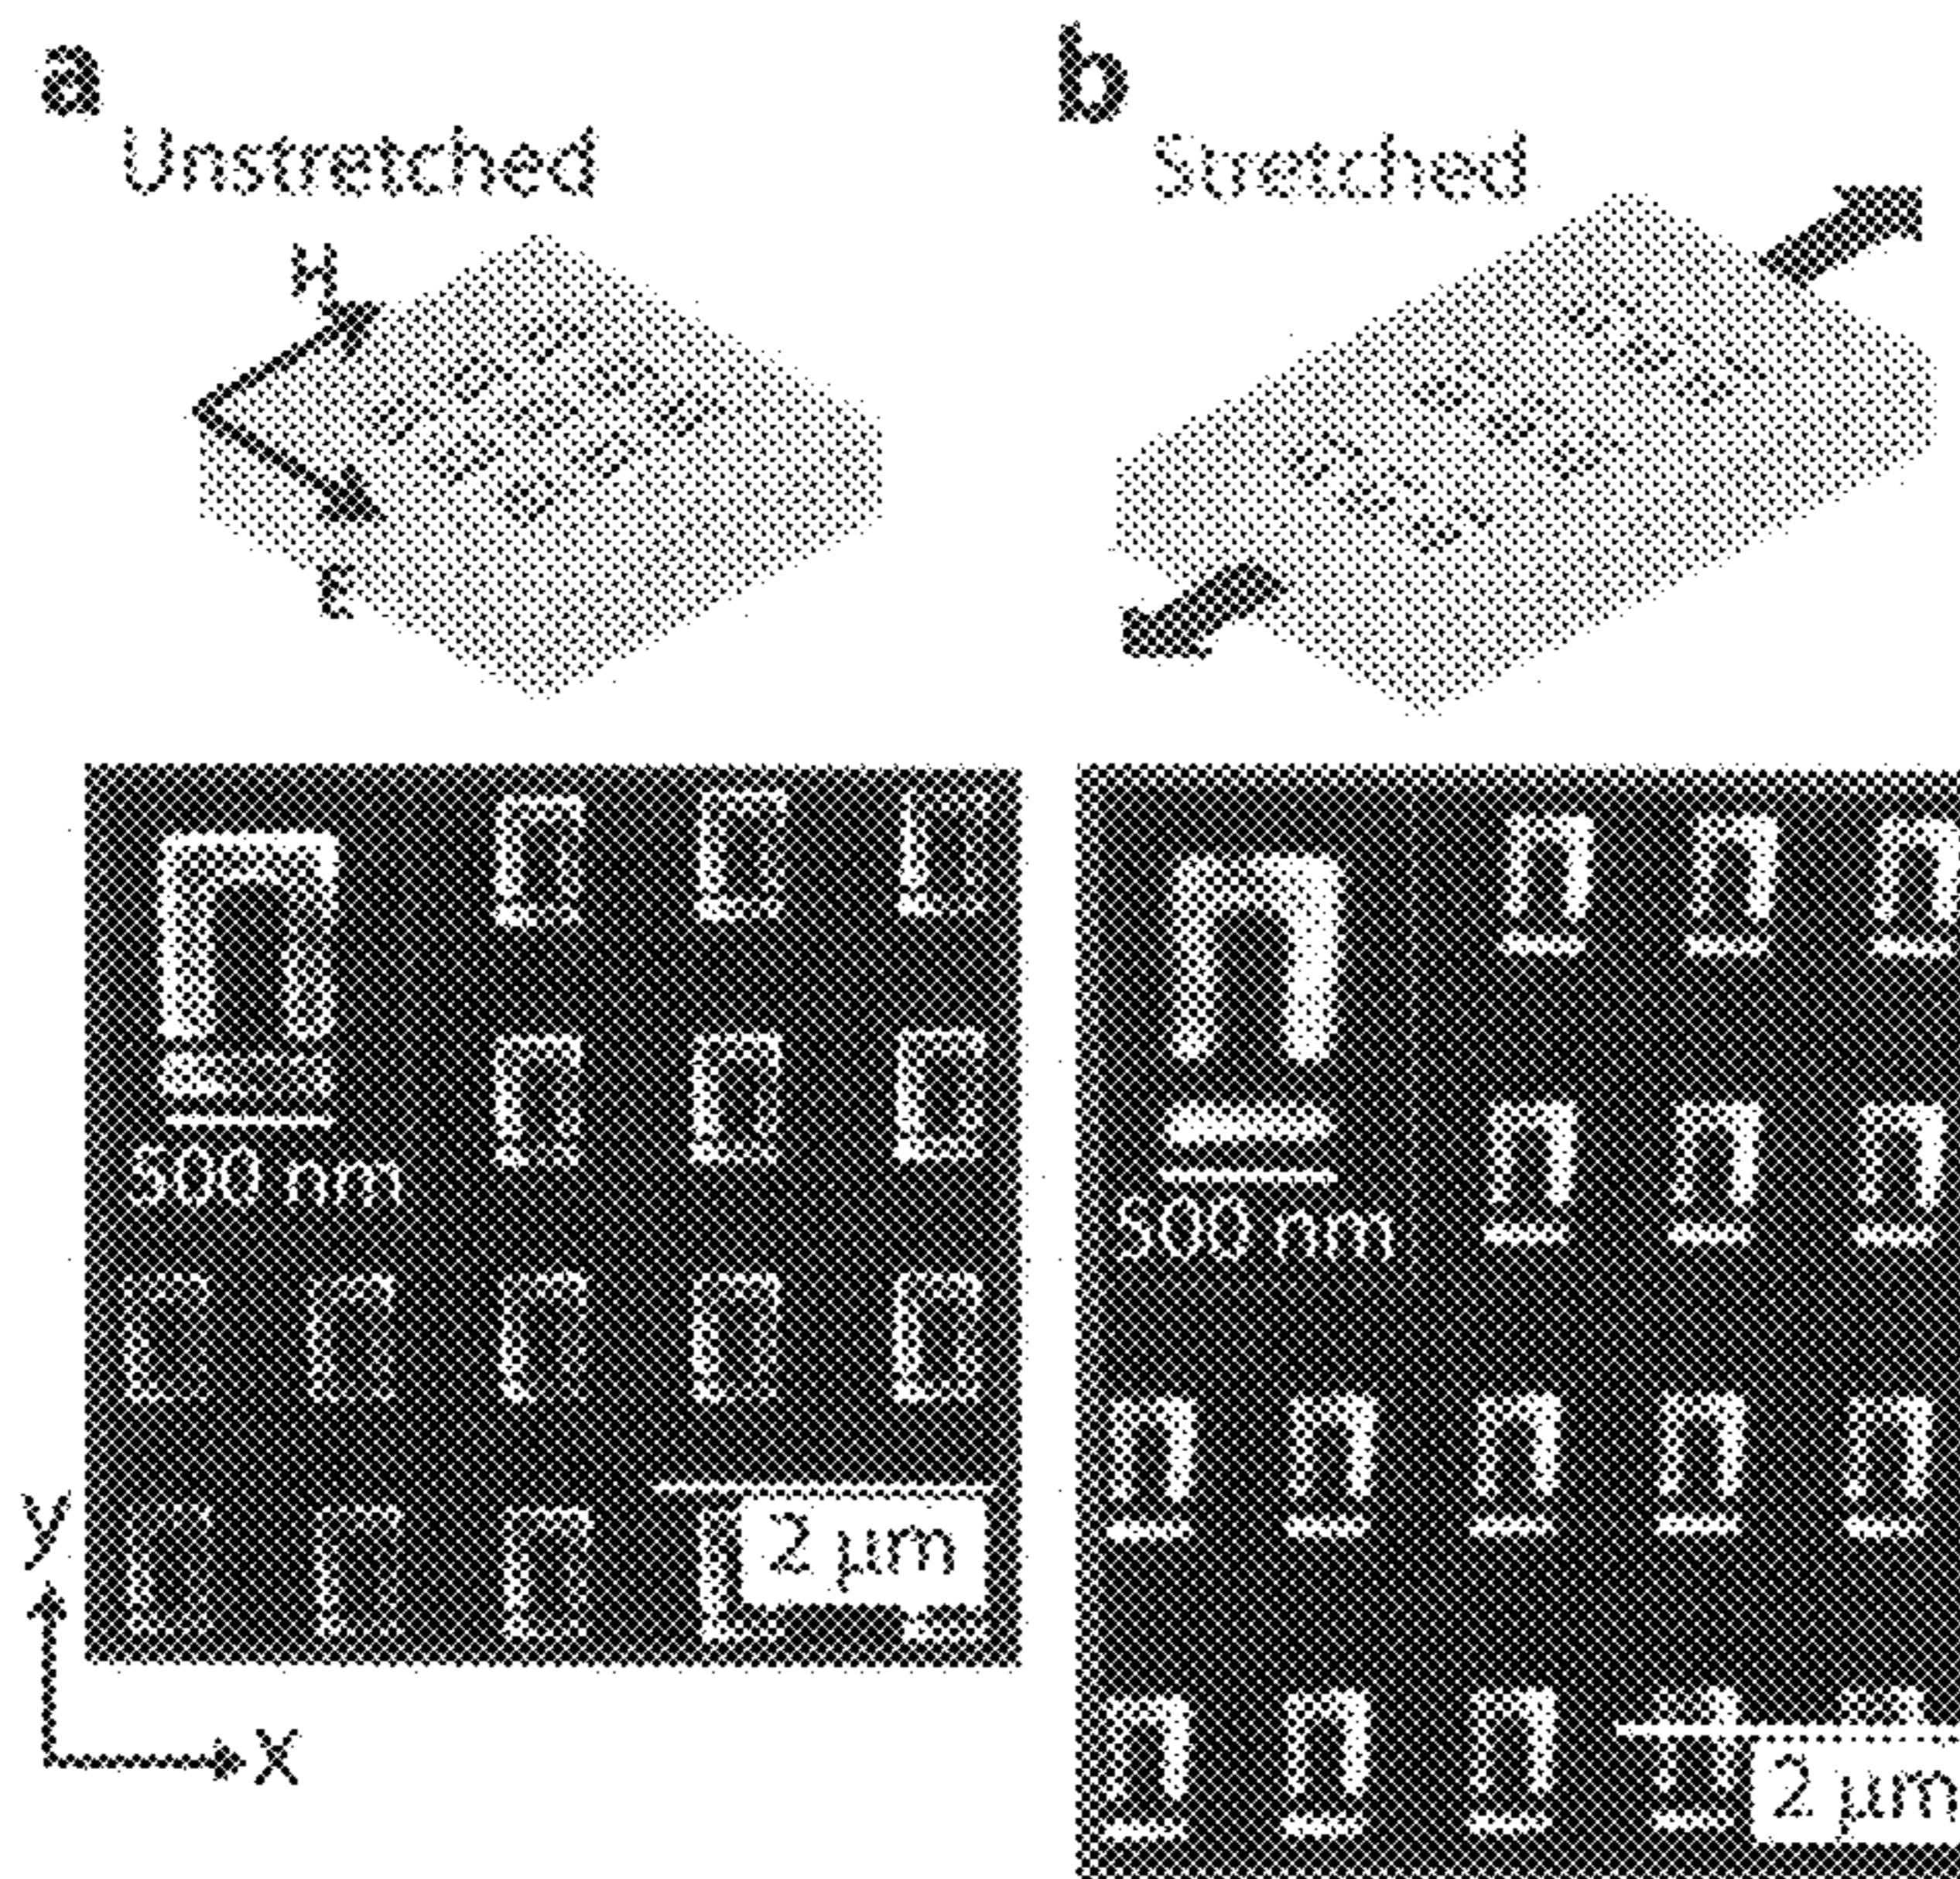 a
Unstretched
H
E
b
Stretched
500 nm
2 μm
y
x
500 nm
2 μm